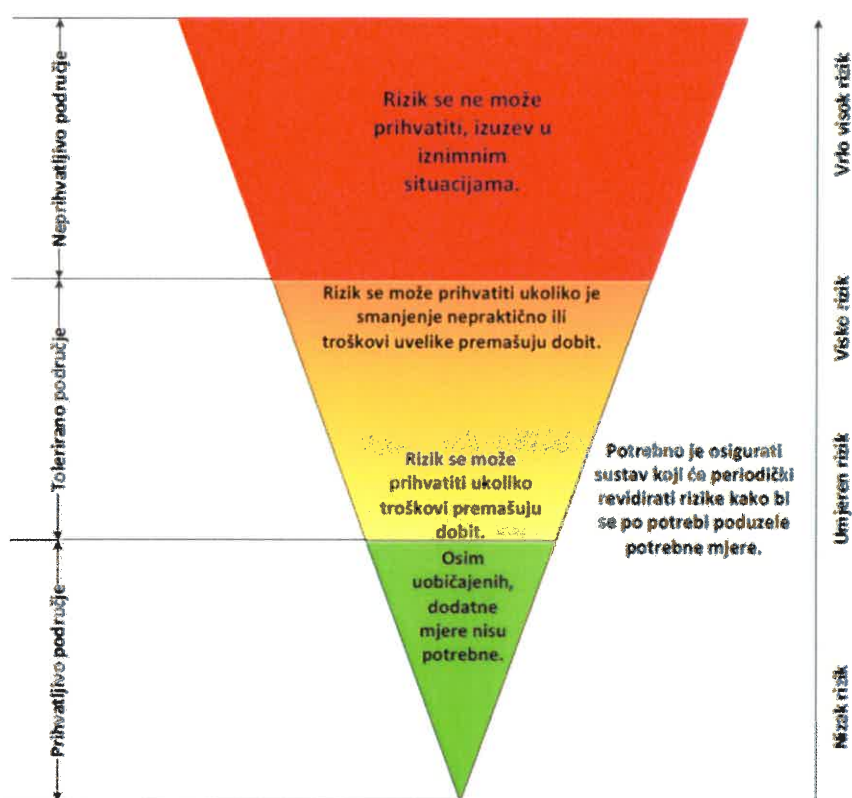 Neprihvatljivo područje
Tolerirano područje
Prihvatljivo područje
Rizik se ne može
prihvatiti, izuzev u
iznimnim
situacijama.
Rizik se može prihvatiti ukoliko je
smanjenje nepraktično ili
troškovi uvelike premašuju dobit.
Rizik se može
prihvatiti ukoliko
troškovi premašuju
dobit.
Osim
uobičajenih,
dodatne
mjere nisu
potrebne.
Potrebno je osigurati
sustav koji će periodički
revidirati rizike kako bi
se po potrebi poduzele
potrebne mjere.
Vrlo visok rizik
Visko rizik
Umjeren rizik
Nizak rizik